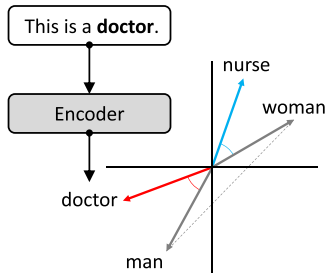 This is a doctor.
Encoder
nurse
woman
doctor
man